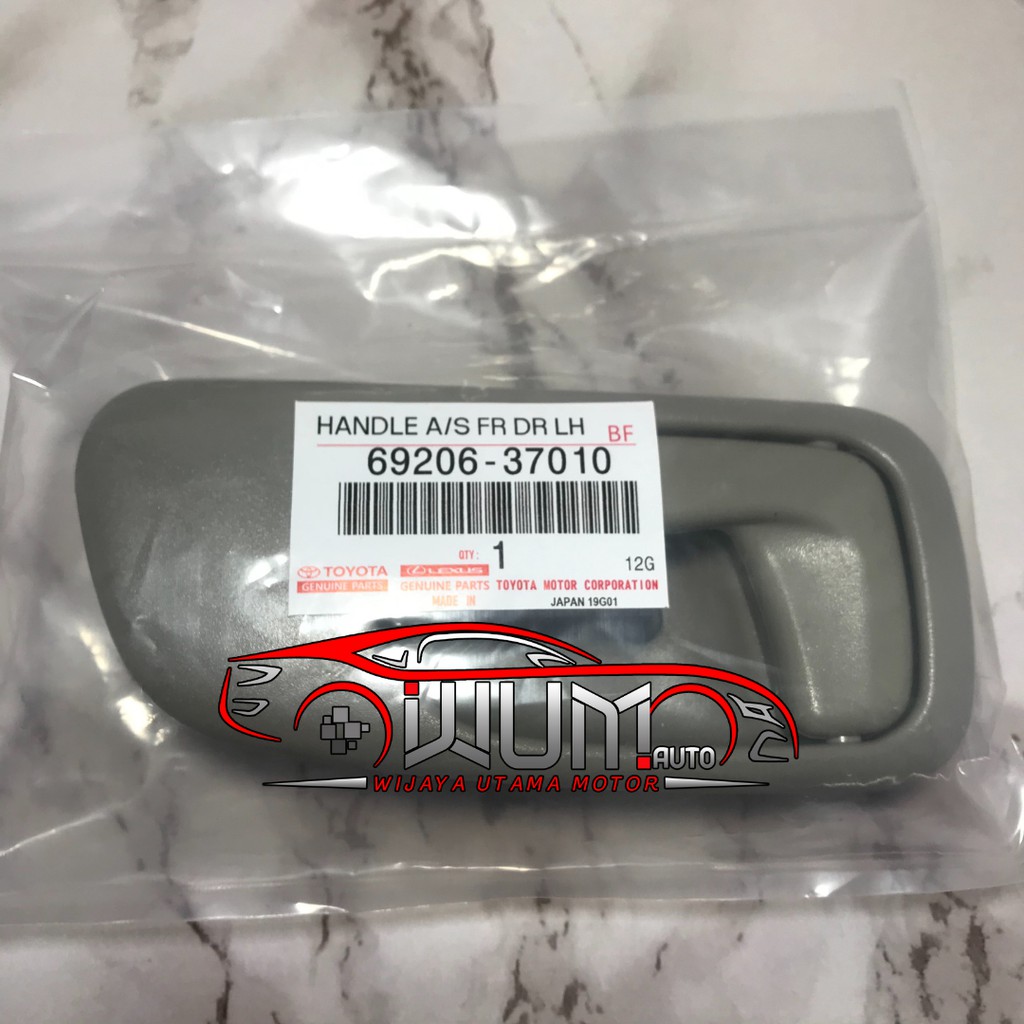 HANDLE A/S FR DR LH BF
69206-37010
QTY: 1 12G
TOYOTA LEXUS
GENUINE PARTS GENUINE PARTS TOYOTA MOTOR CORPORATION
MADE IN JAPAN 19G01
WUM.AUTO
WIJAYA UTAMA MOTOR